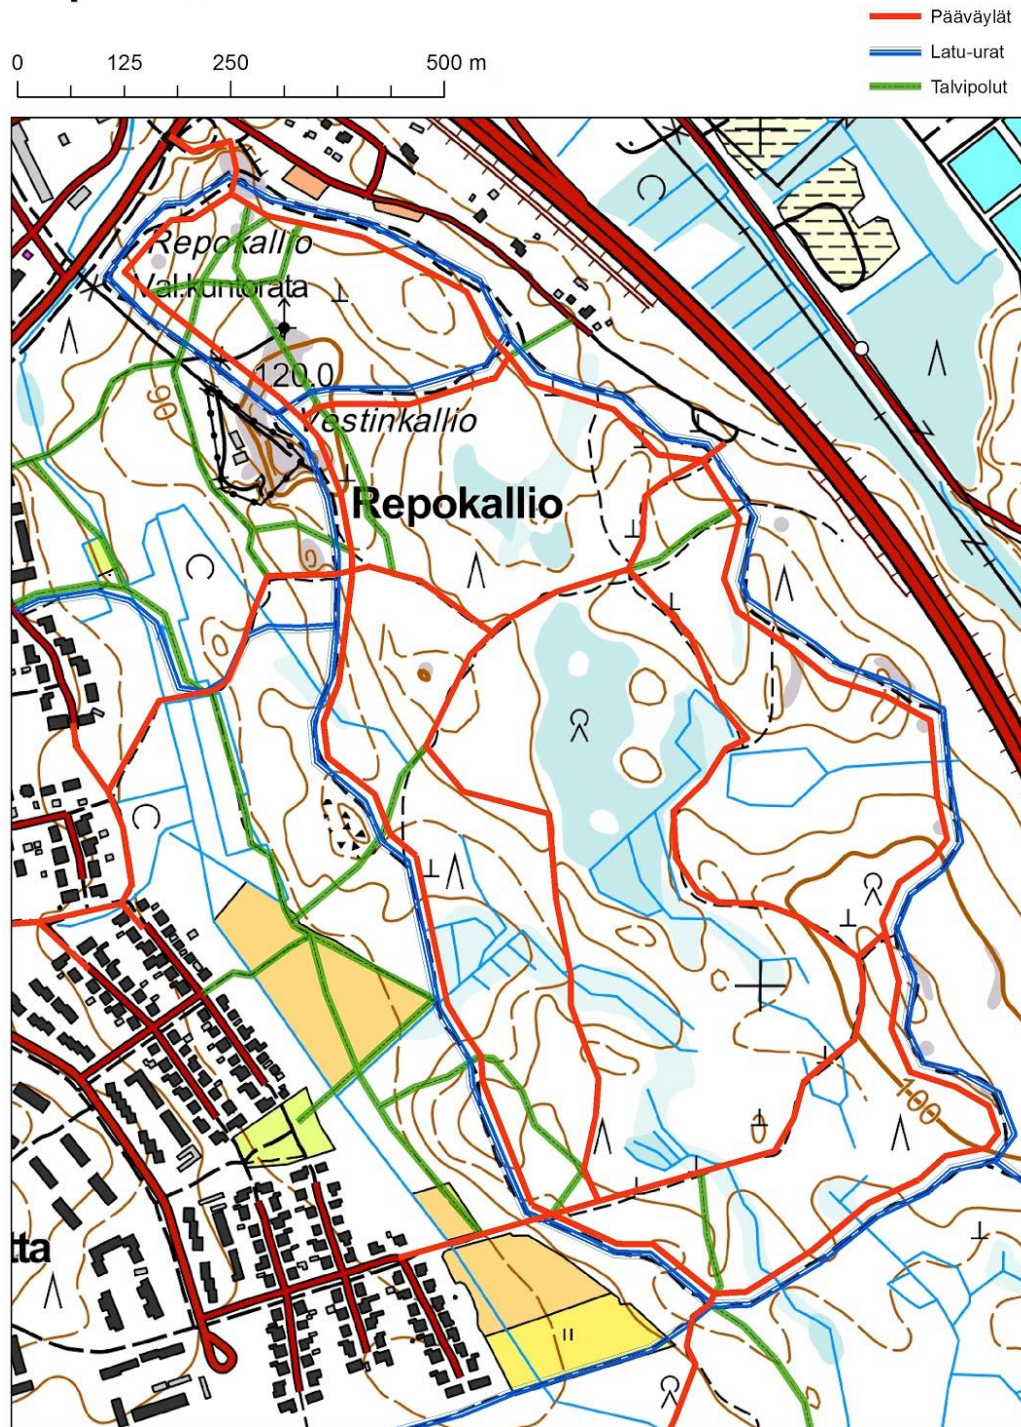 Pääväylät
Latu-urat
Talvipolut
0 125 250 500 m
Repokallio
Val.kuntorata
120.0
90
Vestinkallio
Repokallio
100
tta